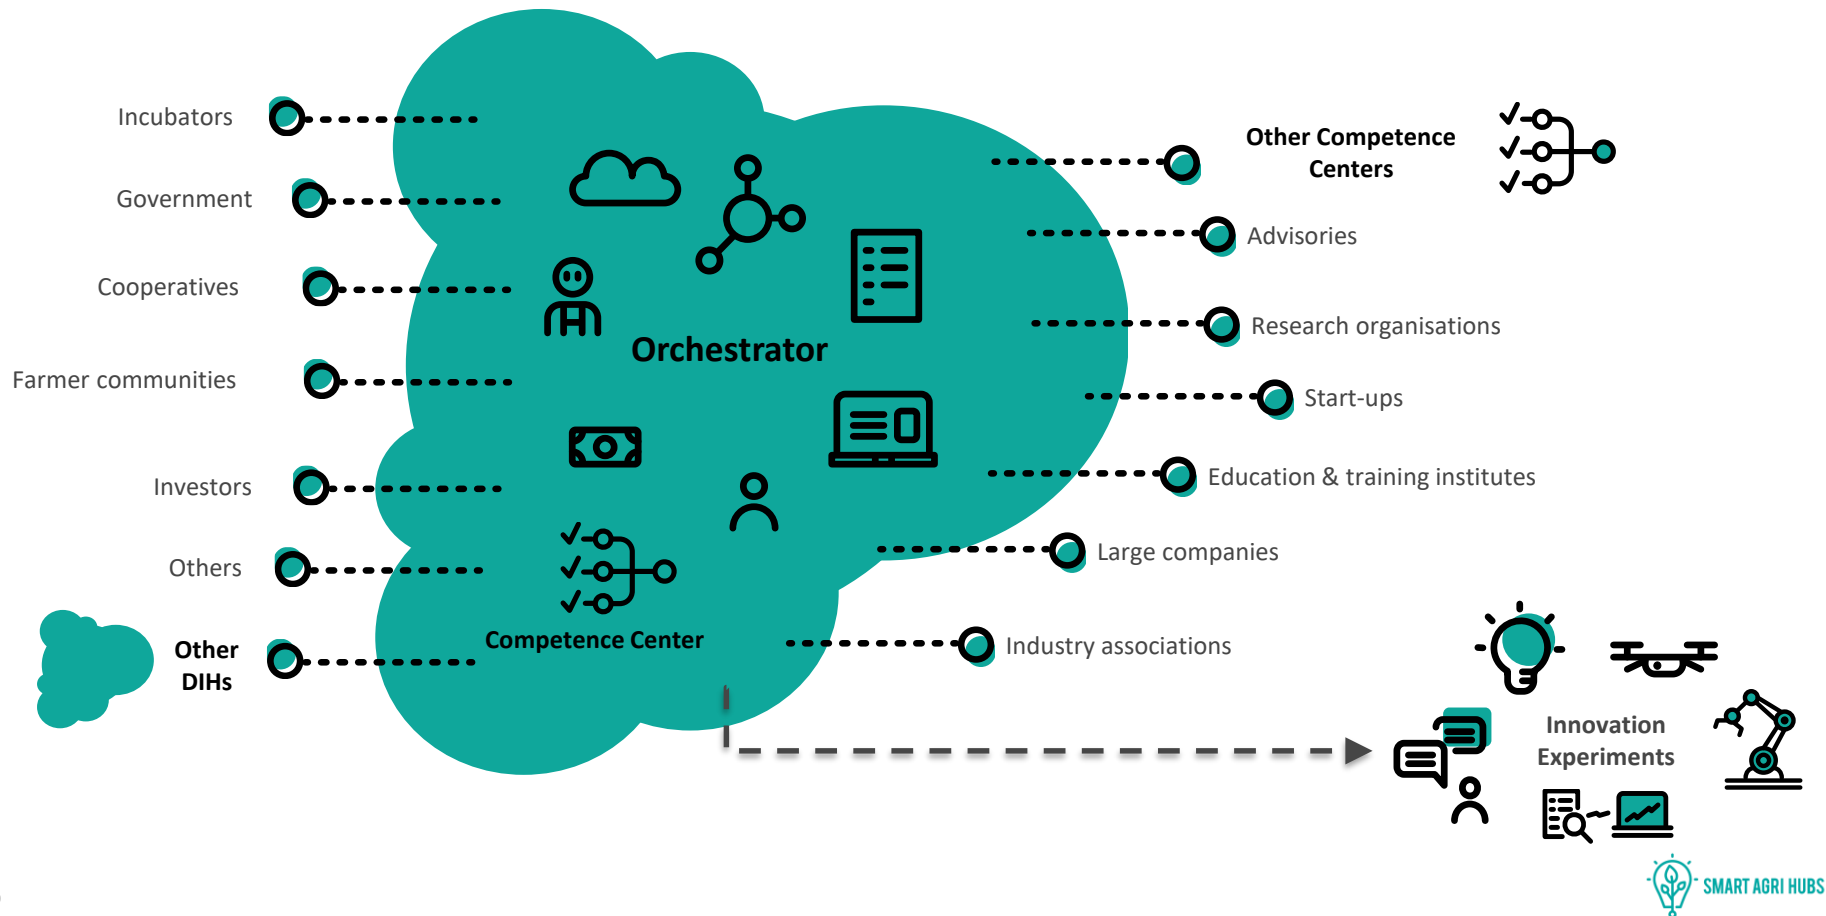 Incubators
Government
Cooperatives
Farmer communities
Investors
Others
Other
DIHs
Orchestrator
Competence Center
Other Competence
Centers
Advisories
Research organisations
Start-ups
Education & training institutes
Large companies
Industry associations
Innovation
Experiments
SMART AGRI HUBS